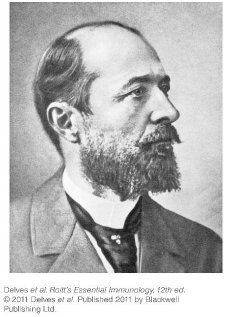 Delves et al. Roitt's Essential Immunology, 12th ed.
© 2011 Delves et al. Published 2011 by Blackwell
Publishing Ltd.